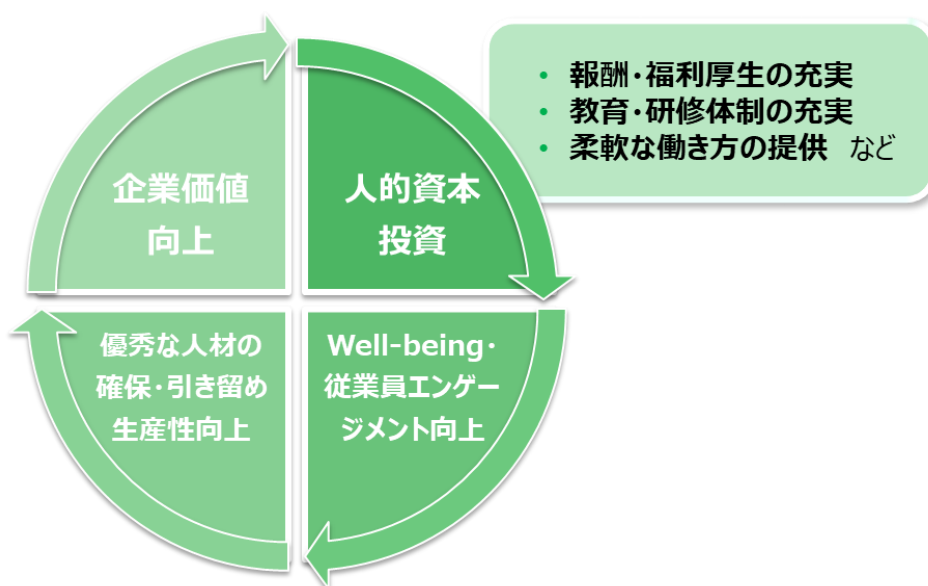 企業価値
向上
人的資本
投資
• 報酬・福利厚生の充実
• 教育・研修体制の充実
• 柔軟な働き方の提供 など
Well-being・
従業員エンゲー
ジメント向上
優秀な人材の
確保・引き留め
生産性向上